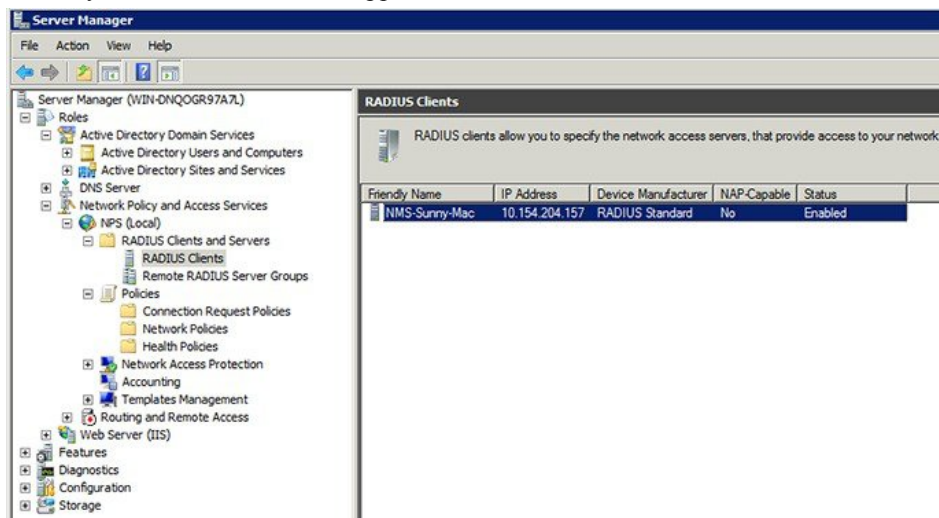 Server Manager
File Action View Help
Server Manager (WIN-DNQOGR97A7L)
Roles
Active Directory Domain Services
Active Directory Users and Computers
Active Directory Sites and Services
DNS Server
Network Policy and Access Services
NPS (Local)
RADIUS Clients and Servers
RADIUS Clients
Remote RADIUS Server Groups
Policies
Connection Request Policies
Network Policies
Health Policies
Network Access Protection
Accounting
Templates Management
Routing and Remote Access
Web Server (IIS)
Features
Diagnostics
Configuration
Storage
RADIUS Clients
RADIUS clients allow you to specify the network access servers, that provide access to your network
Friendly Name IP Address Device Manufacturer NAP-Capable Status
NMS-Sunny-Mac 10.154.204.157 RADIUS Standard No Enabled